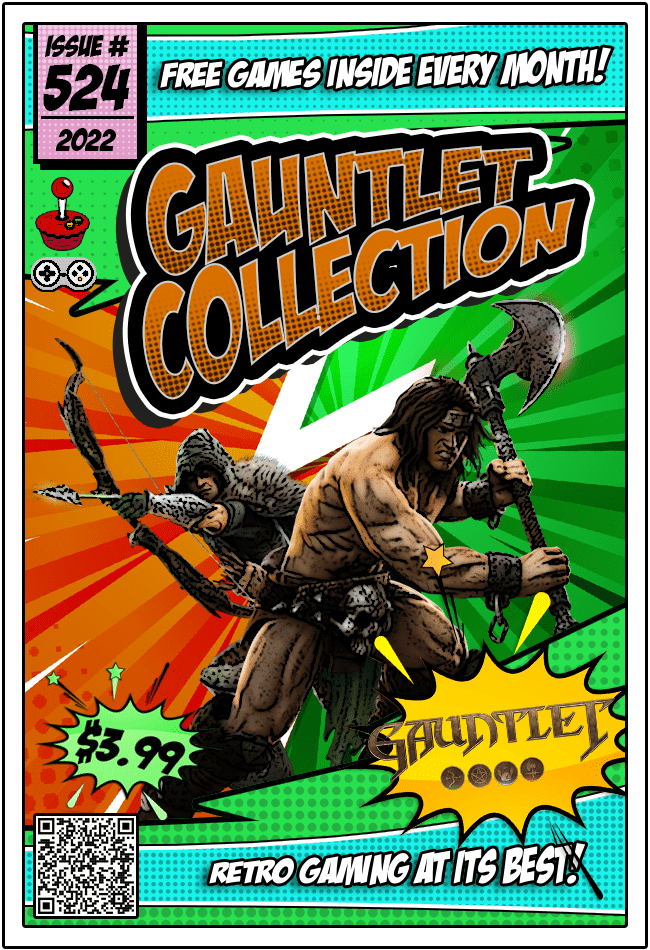 ISSUE #
524
2022
FREE GAMES INSIDE EVERY MONTH!
GAUNTLET
COLLECTION
$3.99
GAUNTLET
RETRO GAMING AT ITS BEST!